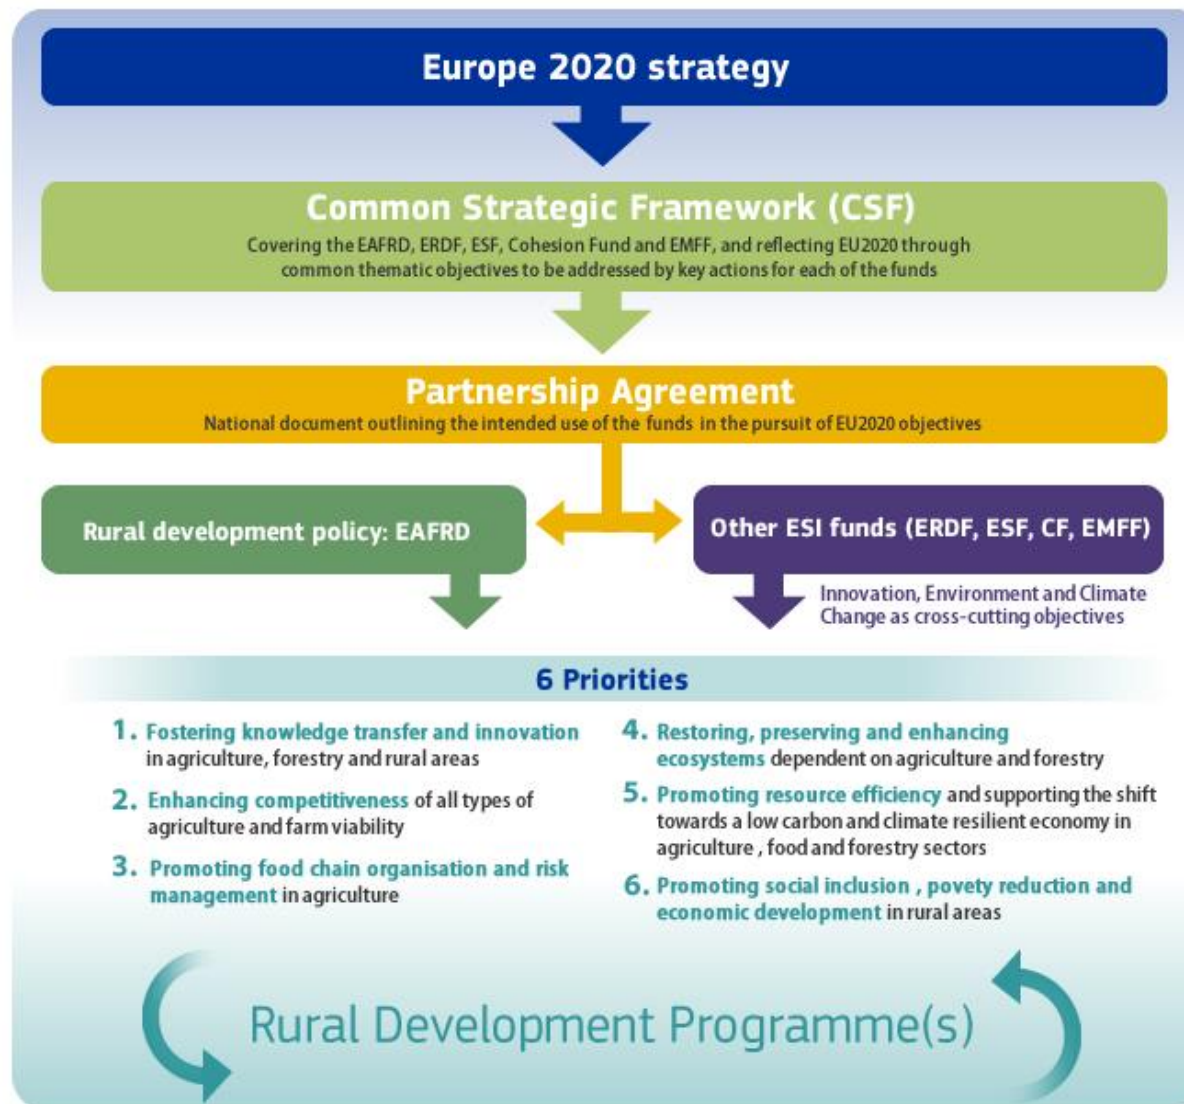 Europe 2020 strategy
Common Strategic Framework (CSF)
Covering the EAFRD, ERDF, ESF, Cohesion Fund and EMFF, and reflecting EU2020 through
common thematic objectives to be addressed by key actions for each of the funds
Partnership Agreement
National document outlining the intended use of the funds in the pursuit of EU2020 objectives
Rural development policy: EAFRD
Other ESI funds (ERDF, ESF, CF, EMFF)
Innovation, Environment and Climate
Change as cross-cutting objectives
6 Priorities
1. Fostering knowledge transfer and innovation
in agriculture, forestry and rural areas
2. Enhancing competitiveness of all types of
agriculture and farm viability
3. Promoting food chain organisation and risk
management in agriculture
4. Restoring, preserving and enhancing
ecosystems dependent on agriculture and forestry
5. Promoting resource efficiency and supporting the shift
towards a low carbon and climate resilient economy in
agriculture , food and forestry sectors
6. Promoting social inclusion , povety reduction and
economic development in rural areas
Rural Development Programme(s)